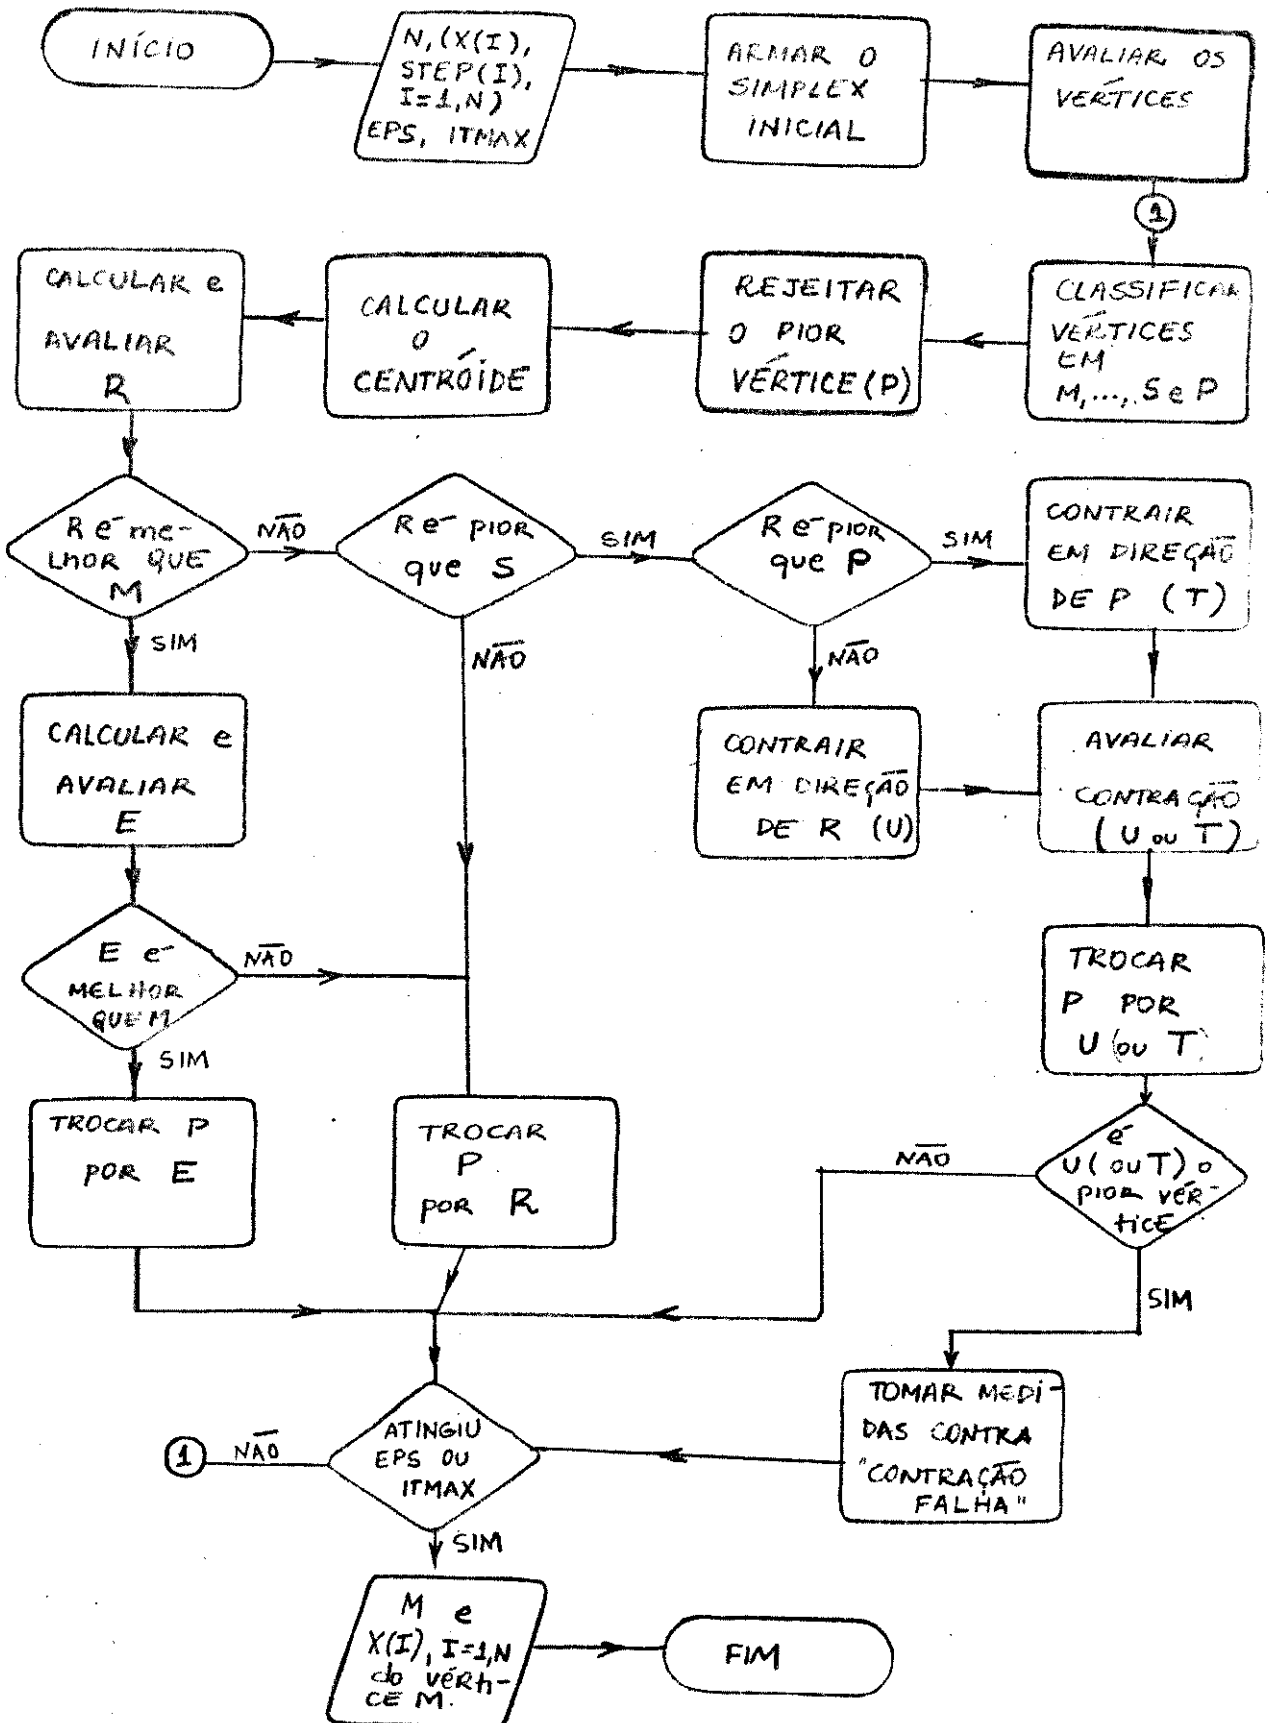 INÍCIO
N, (X(I),
STEP(I),
I=1,N)
EPS, ITMAX
ARMAR O
SIMPLEX
INICIAL
AVALIAR OS
VÉRTICES
1
CLASSIFICAR
VÉRTICES
EM
M,..., S e P
REJEITAR
O PIOR
VÉRTICE (P)
CALCULAR
O
CENTRÓIDE
CALCULAR e
AVALIAR
R
R é me-
lhor QUE
M
NÃO
SIM
R é pior
que S
SIM
NÃO
R é pior
que P
SIM
NÃO
CONTRAIR
EM DIREÇÃO
DE P (T)
CALCULAR e
AVALIAR
E
CONTRAIR
EM DIREÇÃO
DE R (U)
AVALIAR
CONTRAÇÃO
(U ou T)
E é
MELHOR
QUE M
NÃO
SIM
TROCAR
P POR
U (ou T)
TROCAR P
POR E
TROCAR
P
POR R
é
U (ou T) o
pior vér-
tice
NÃO
SIM
TOMAR MEDI-
DAS CONTRA
"CONTRAÇÃO
FALHA"
ATINGIU
EPS OU
ITMAX
NÃO
1
SIM
M e
X(I), I=1,N
do vérti-
CE M.
FIM